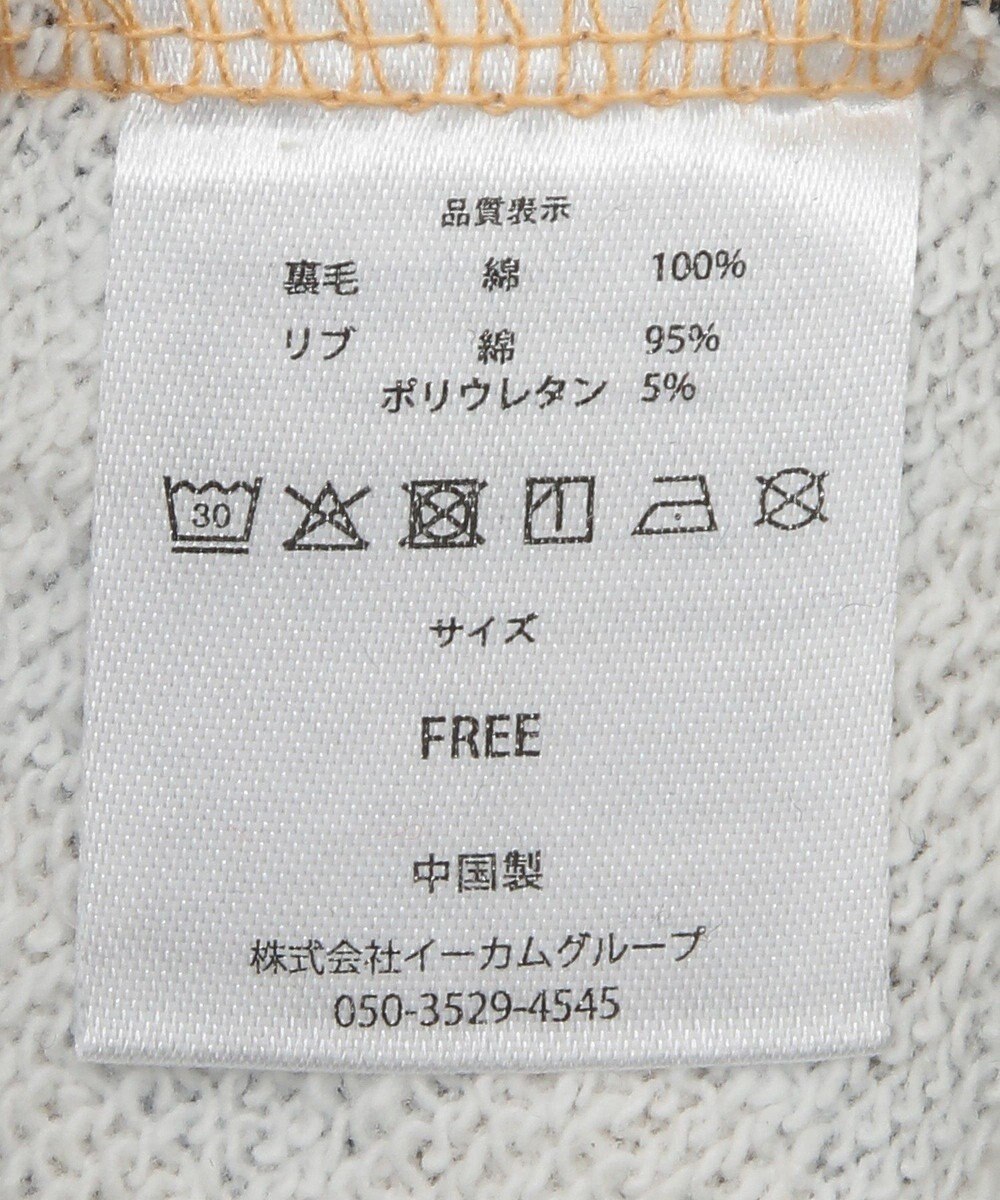 品質表示
裏毛 綿 100%
リブ 綿 95%
ポリウレタン 5%
30
サイズ
FREE
中国製
株式会社イーカムグループ
050-3529-4545